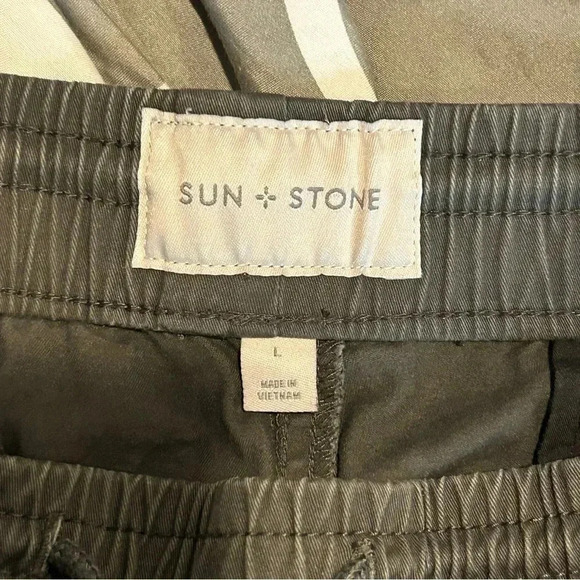 SUN + STONE
L
MADE IN
VIETNAM